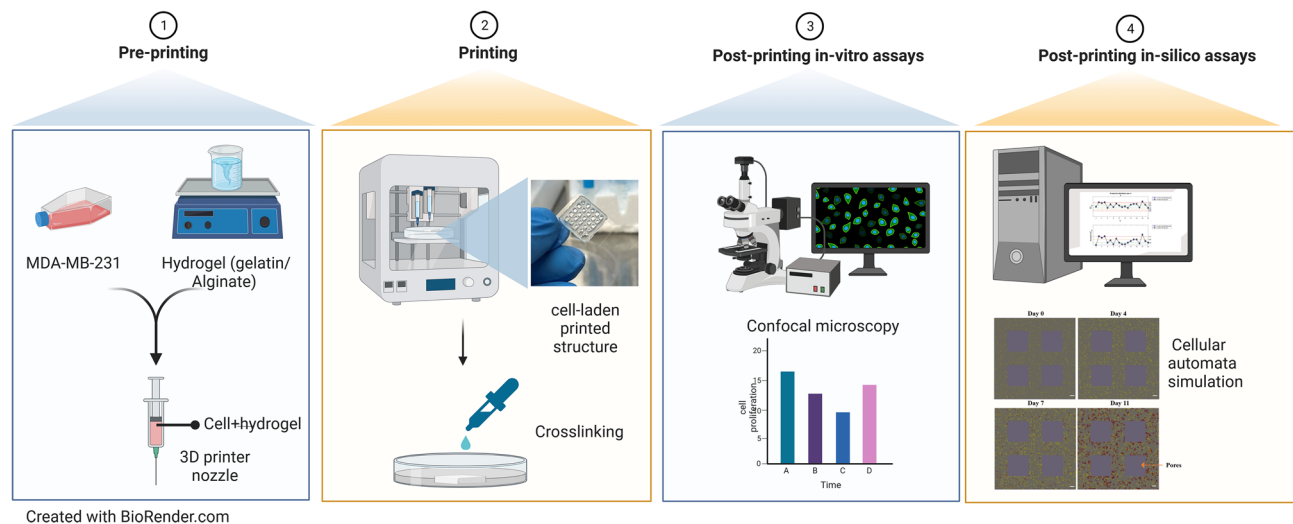 1
Pre-printing
MDA-MB-231
Hydrogel (gelatin/
Alginate)
Cell+hydrogel
3D printer
nozzle
2
Printing
cell-laden
printed
structure
Crosslinking
3
Post-printing in-vitro assays
Confocal microscopy
cell
proliferation
20
15
10
5
0
A B C D
Time
4
Post-printing in-silico assays
Day 0
Day 4
Day 7
Day 11
Pores
Cellular
automata
simulation
Created with BioRender.com